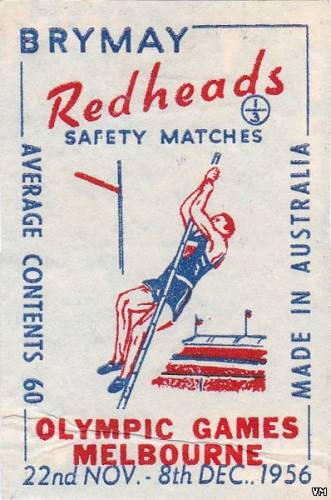 BRYMAY
Redheads
1/3
SAFETY MATCHES
AVERAGE CONTENTS 60
MADE IN AUSTRALIA
OLYMPIC GAMES
MELBOURNE
22nd NOV. - 8th DEC.. 1956
VM